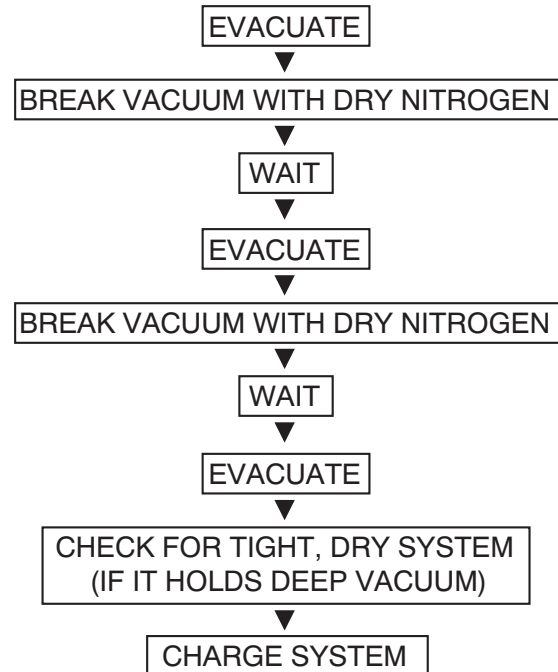 EVACUATE
BREAK VACUUM WITH DRY NITROGEN
WAIT
EVACUATE
BREAK VACUUM WITH DRY NITROGEN
WAIT
EVACUATE
CHECK FOR TIGHT, DRY SYSTEM
(IF IT HOLDS DEEP VACUUM)
CHARGE SYSTEM